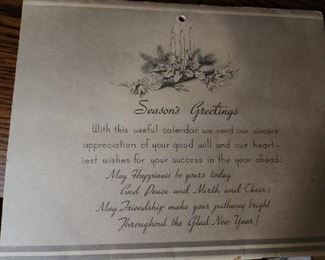 Season's Greetings
With this useful calendar we send our sincere
appreciation of your good will and our heart-
iest wishes for your success in the year ahead:
May Happiness be yours today
And Peace and Mirth and Cheer;
May Friendship make your pathway bright
Throughout the Glad New Year!